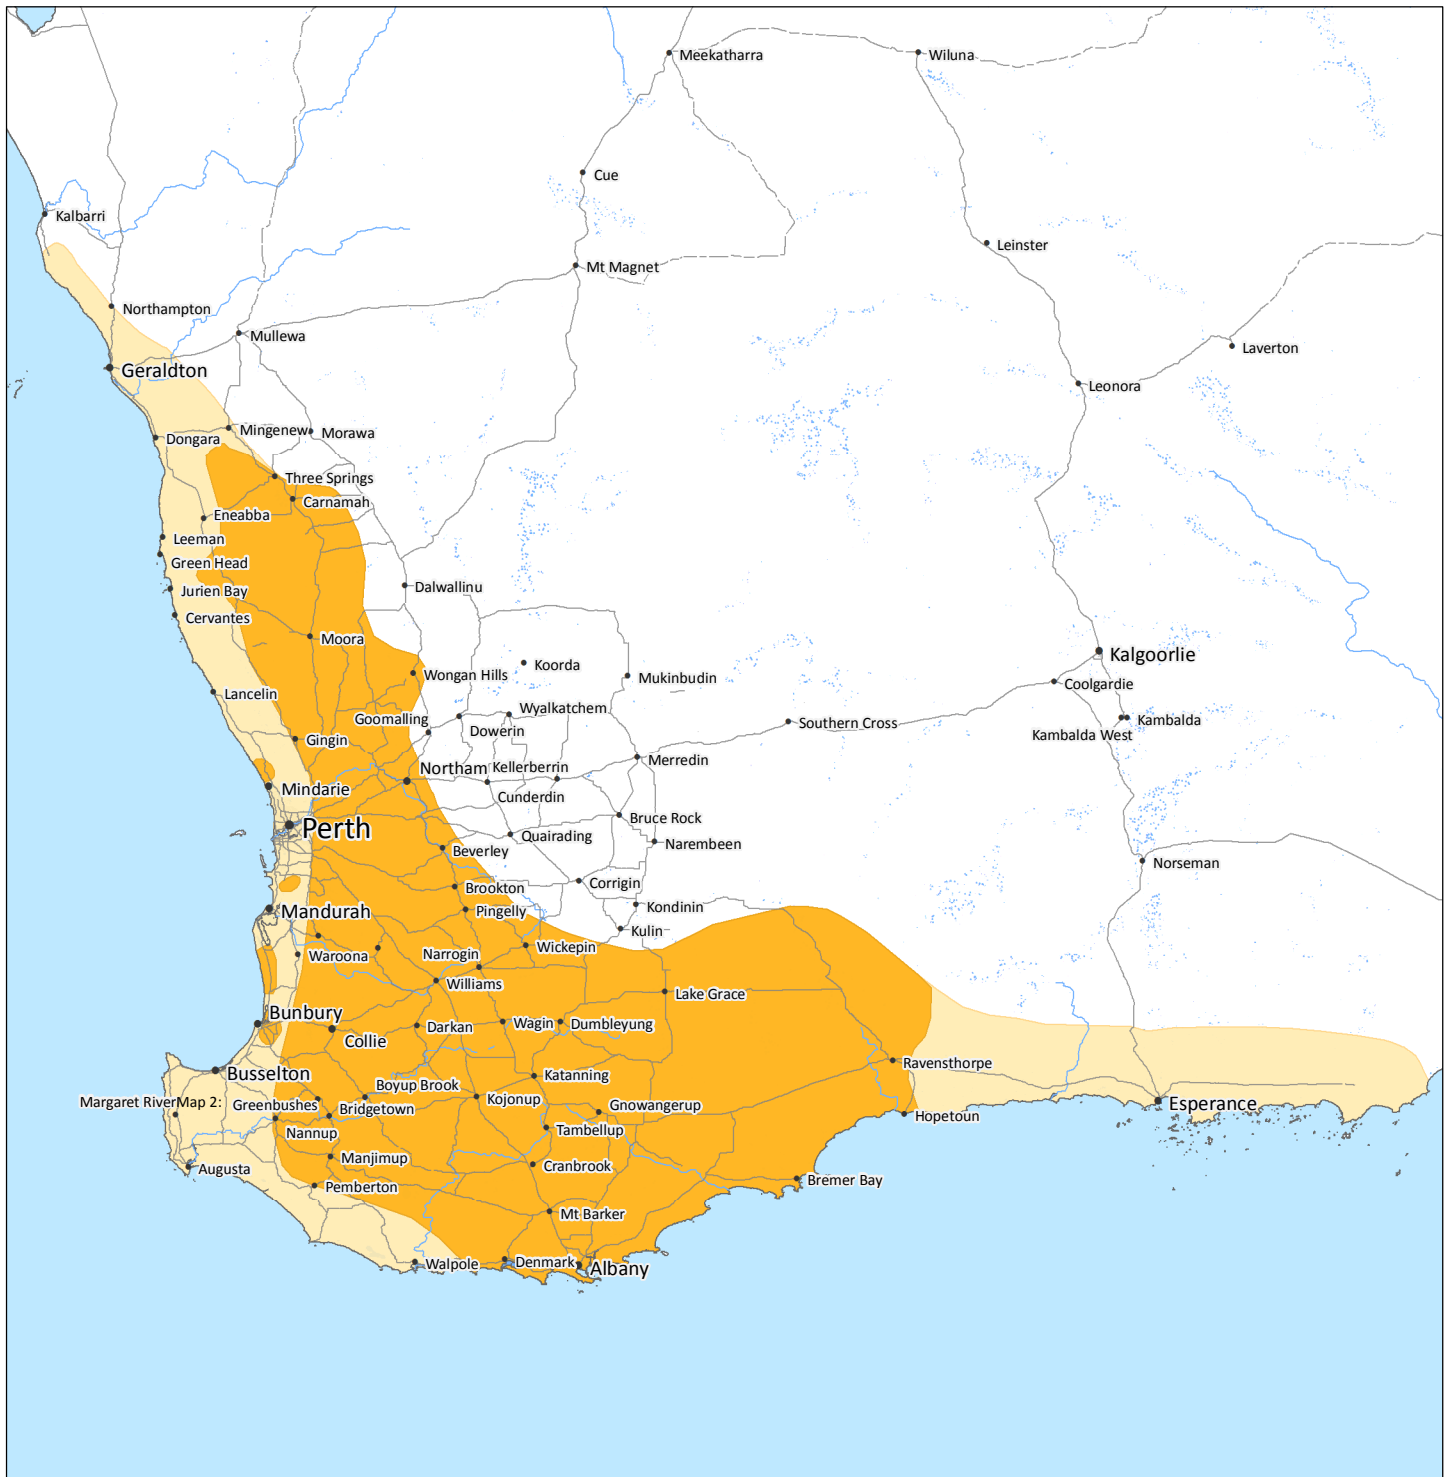 Meekatharra
Wiluna
Cue
Kalbarri
Leinster
Mt Magnet
Northampton
Mullewa
Laverton
Geraldton
Leonora
Mingenew
Morawa
Dongara
Three Springs
Carnamah
Eneabba
Leeman
Green Head
Dalwallinu
Jurien Bay
Cervantes
Moora
Kalgoorlie
Koorda
Wongan Hills
Mukinbudin
Coolgardie
Lancelin
Wyalkatchem
Goomalling
Kambalda
Southern Cross
Dowerin
Kambalda West
Gingin
Merredin
Northam
Kellerberrin
Mindarie
Cunderdin
Bruce Rock
Perth
Quairading
Narembeen
Beverley
Norseman
Corrigin
Brookton
Kondinin
Mandurah
Pingelly
Kulin
Wickepin
Narrogin
Waroona
Williams
Lake Grace
Bunbury
Wagin
Dumbleyung
Darkan
Collie
Ravensthorpe
Busselton
Katanning
Boyup Brook
Kojonup
Margaret RiverMap 2:
Greenbushes
Esperance
Gnowangerup
Bridgetown
Hopetoun
Tambellup
Nannup
Manjimup
Cranbrook
Augusta
Bremer Bay
Pemberton
Mt Barker
Denmark
Walpole
Albany